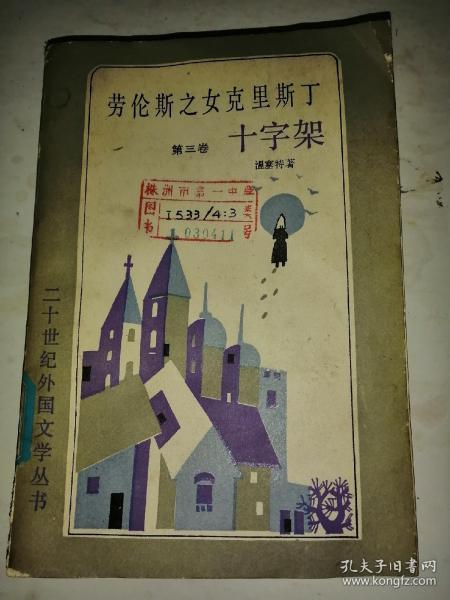 劳伦斯之女克里斯丁
第三卷
十字架
温塞特著
株洲市第一中学
图书
类
号
I533/4:3
030411
二十世纪外国文学丛书
孔夫子旧书网
www.kongfz.com